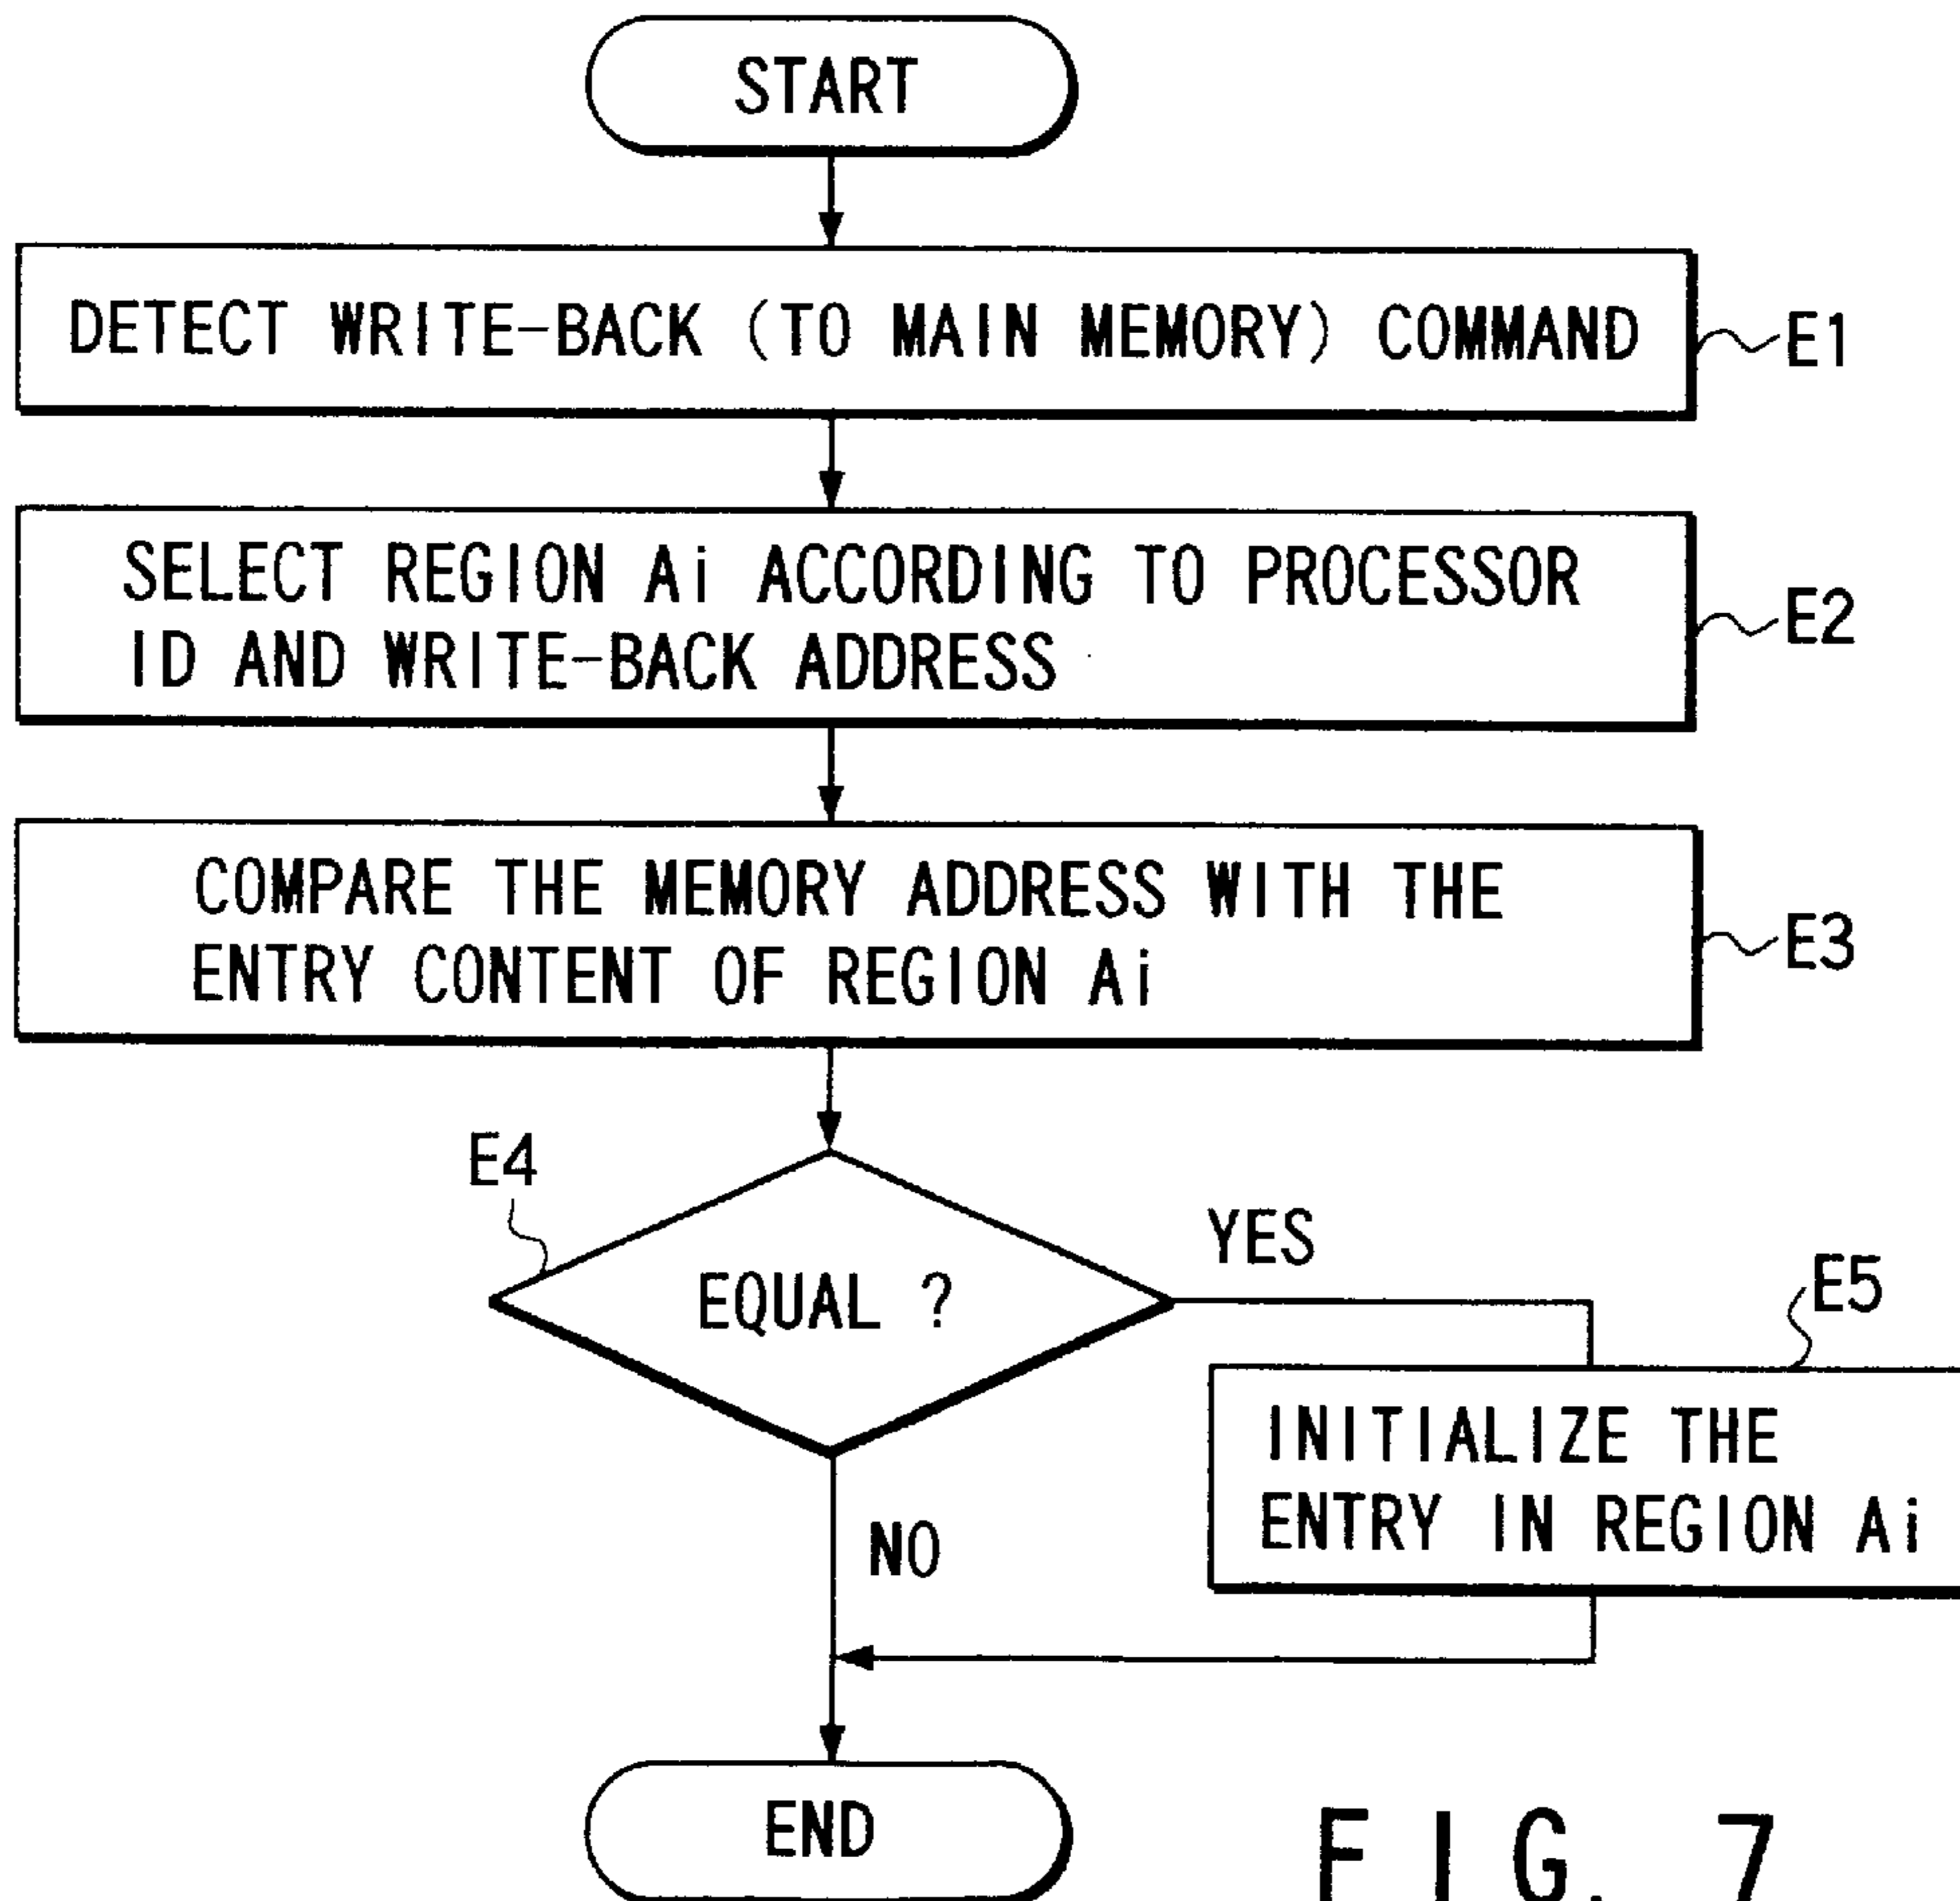 START
DETECT WRITE-BACK (TO MAIN MEMORY) COMMAND
E1
SELECT REGION Ai ACCORDING TO PROCESSOR
ID AND WRITE-BACK ADDRESS
E2
COMPARE THE MEMORY ADDRESS WITH THE
ENTRY CONTENT OF REGION Ai
E3
E4
EQUAL ?
YES
E5
INITIALIZE THE
ENTRY IN REGION Ai
NO
END
FIG. 7